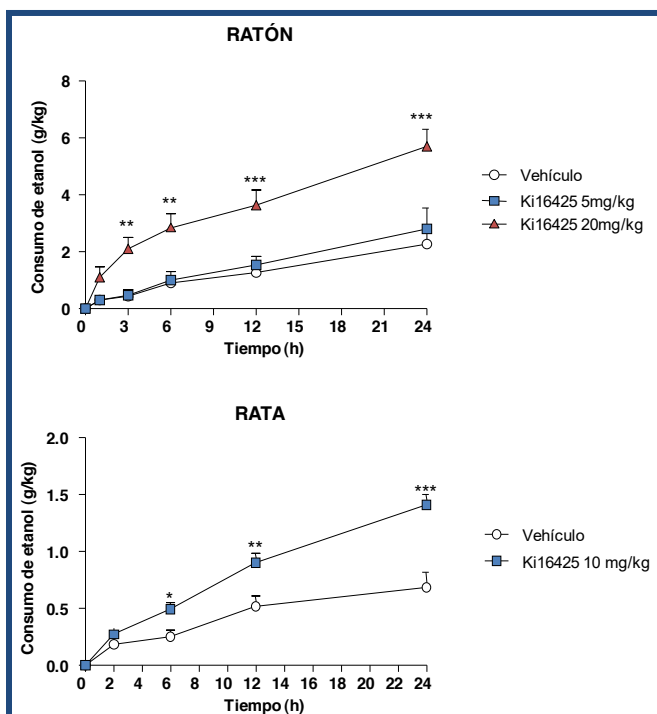 RATÓN
Consumo de etanol (g/kg)
8
6
4
2
0
***
***
**
**
0 3 6 9 12 15 18 21 24
Tiempo (h)
Vehículo
Ki16425 5mg/kg
Ki16425 20mg/kg
RATA
Consumo de etanol (g/kg)
2.0
1.5
1.0
0.5
0.0
***
**
*
0 2 4 6 8 10 12 14 16 18 20 22 24
Tiempo (h)
Vehículo
Ki16425 10 mg/kg